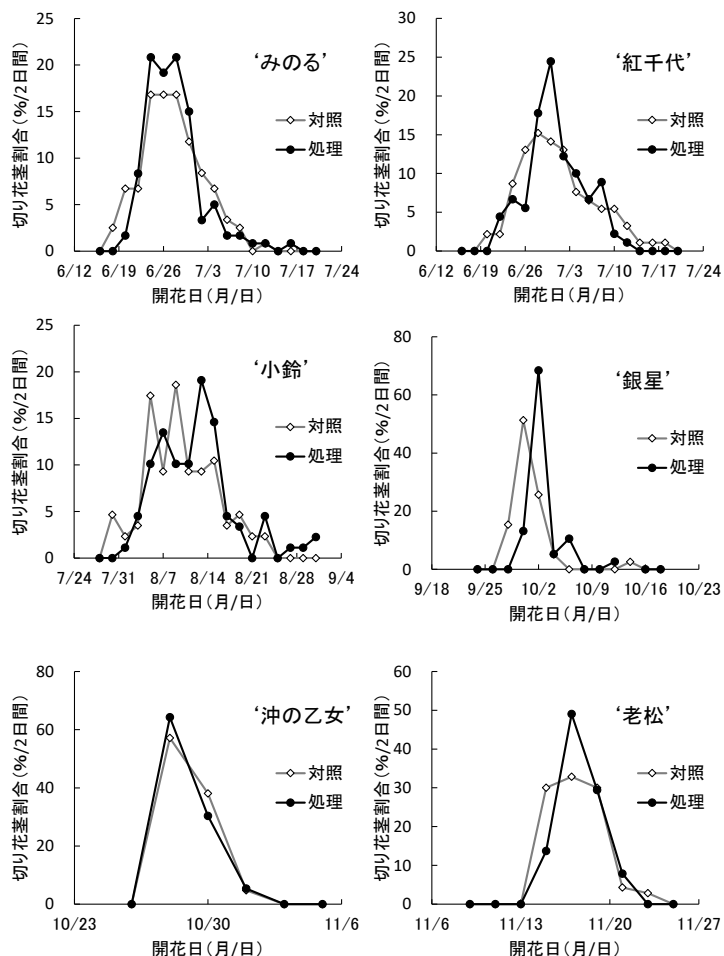 ‘みのる’
切り花茎割合(%/2日間)
25
20
15
10
5
0
対照
処理
6/12 6/19 6/26 7/3 7/10 7/17 7/24
開花日(月/日)
‘紅千代’
切り花茎割合(%/2日間)
30
25
20
15
10
5
0
対照
処理
6/12 6/19 6/26 7/3 7/10 7/17 7/24
開花日(月/日)
‘小鈴’
切り花茎割合(%/2日間)
25
20
15
10
5
0
対照
処理
7/24 7/31 8/7 8/14 8/21 8/28 9/4
開花日(月/日)
‘銀星’
切り花茎割合(%/2日間)
80
60
40
20
0
対照
処理
9/18 9/25 10/2 10/9 10/16 10/23
開花日(月/日)
‘沖の乙女’
切り花茎割合(%/2日間)
80
60
40
20
0
対照
処理
10/23 10/30 11/6
開花日(月/日)
‘老松’
切り花茎割合(%/2日間)
60
50
40
30
20
10
0
対照
処理
11/6 11/13 11/20 11/27
開花日(月/日)